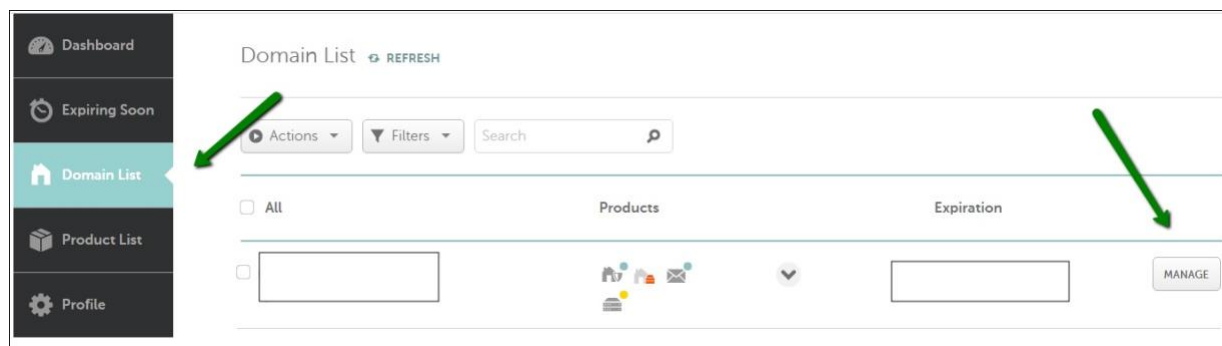 Dashboard
Expiring Soon
Domain List
Product List
Profile
Domain List REFRESH
Actions Filters Search
All Products Expiration
MANAGE